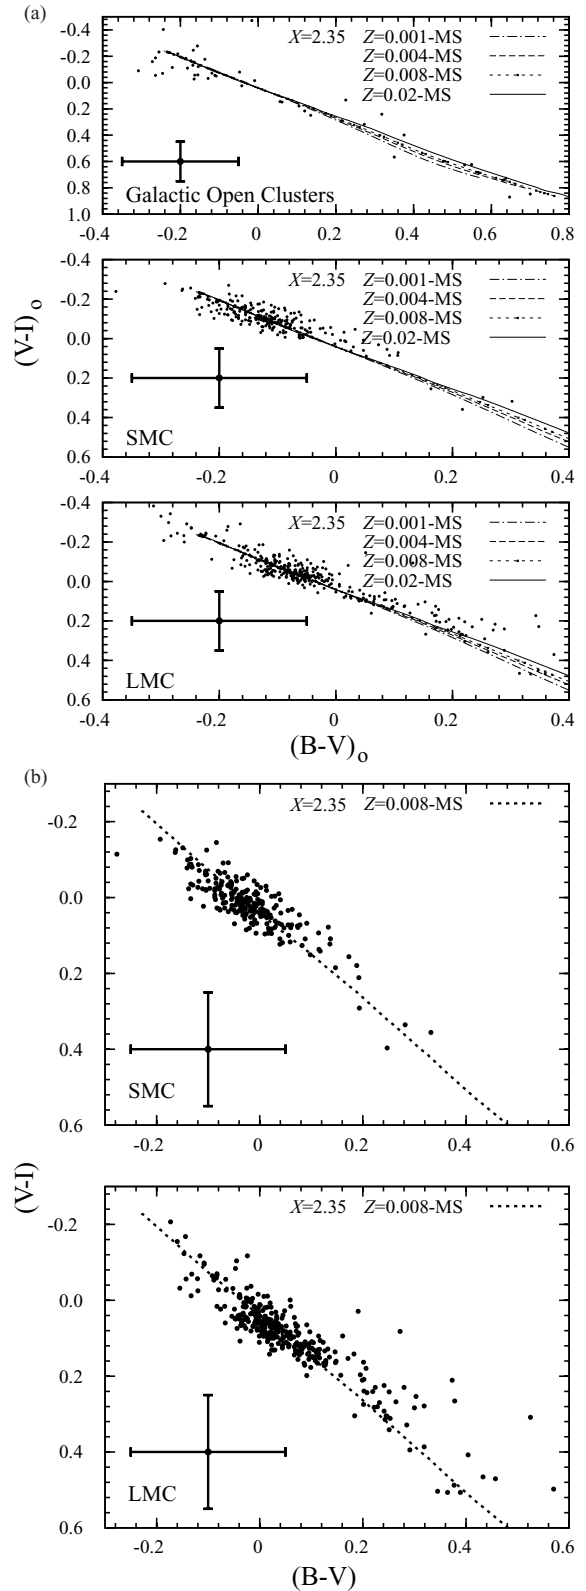 (a)
-0.4
-0.2
0.0
0.2
0.4
0.6
0.8
1.0
X=2.35 Z=0.001-MS
Z=0.004-MS
Z=0.008-MS
Z=0.02-MS
Galactic Open Clusters
-0.4 -0.2 0 0.2 0.4 0.6 0.8
(V-I)o
-0.4
-0.2
0.0
0.2
0.4
0.6
X=2.35 Z=0.001-MS
Z=0.004-MS
Z=0.008-MS
Z=0.02-MS
SMC
-0.4 -0.2 0 0.2 0.4
-0.4
-0.2
0.0
0.2
0.4
0.6
X=2.35 Z=0.001-MS
Z=0.004-MS
Z=0.008-MS
Z=0.02-MS
LMC
-0.4 -0.2 0 0.2 0.4
(B-V)o
(b)
-0.2
0.0
0.2
0.4
0.6
X=2.35 Z=0.008-MS
SMC
-0.2 0 0.2 0.4 0.6
(V-I)
-0.2
0.0
0.2
0.4
0.6
X=2.35 Z=0.008-MS
LMC
-0.2 0 0.2 0.4 0.6
(B-V)